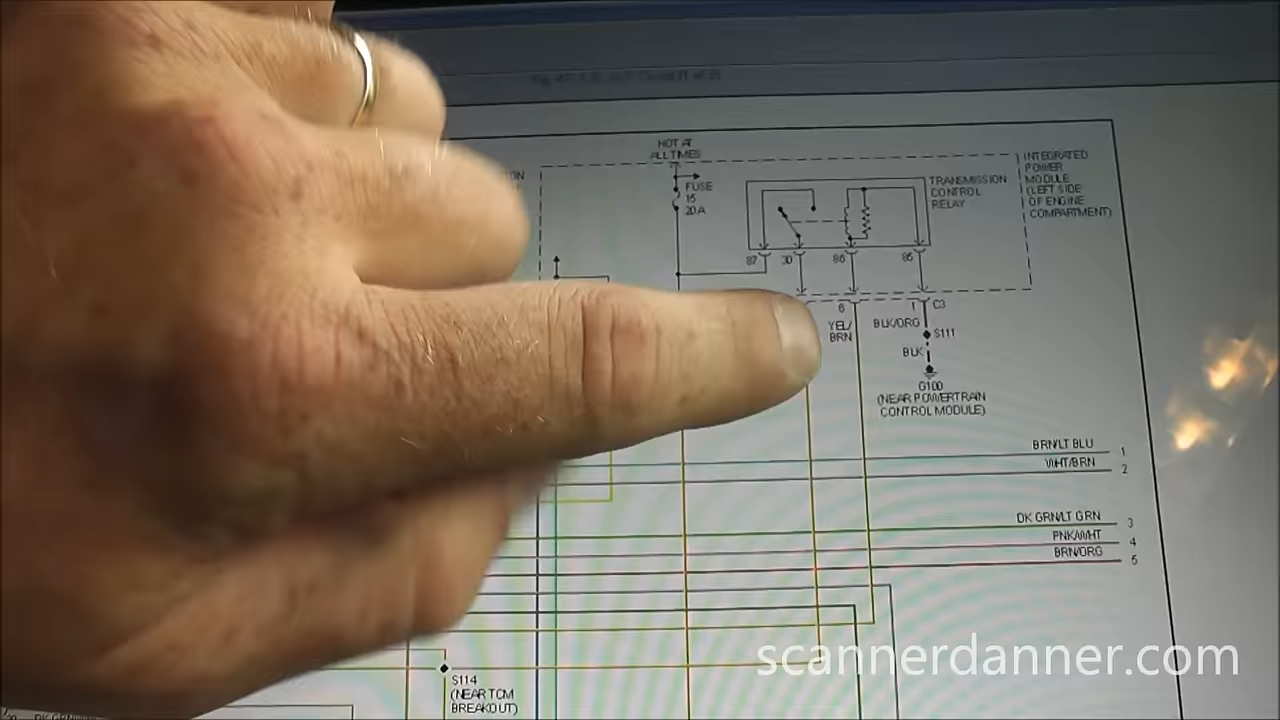 HOT AT
ALL TIMES
ION
FUSE
15
20A
TRANSMISSION
CONTROL
RELAY
INTEGRATED
POWER
MODULE
(LEFT SIDE
OF ENGINE
COMPARTMENT)
87 30 86 85
6 1 C3
YEL/
BRN
BLK/ORG
S111
BLK
G100
(NEAR POWERTRAIN
CONTROL MODULE)
BRN/LT BLU 1
WHT/BRN 2
DK GRN/LT GRN 3
PNK/WHT 4
BRN/ORG 5
S114
(NEAR TCM
BREAKOUT)
scannerdanner.com